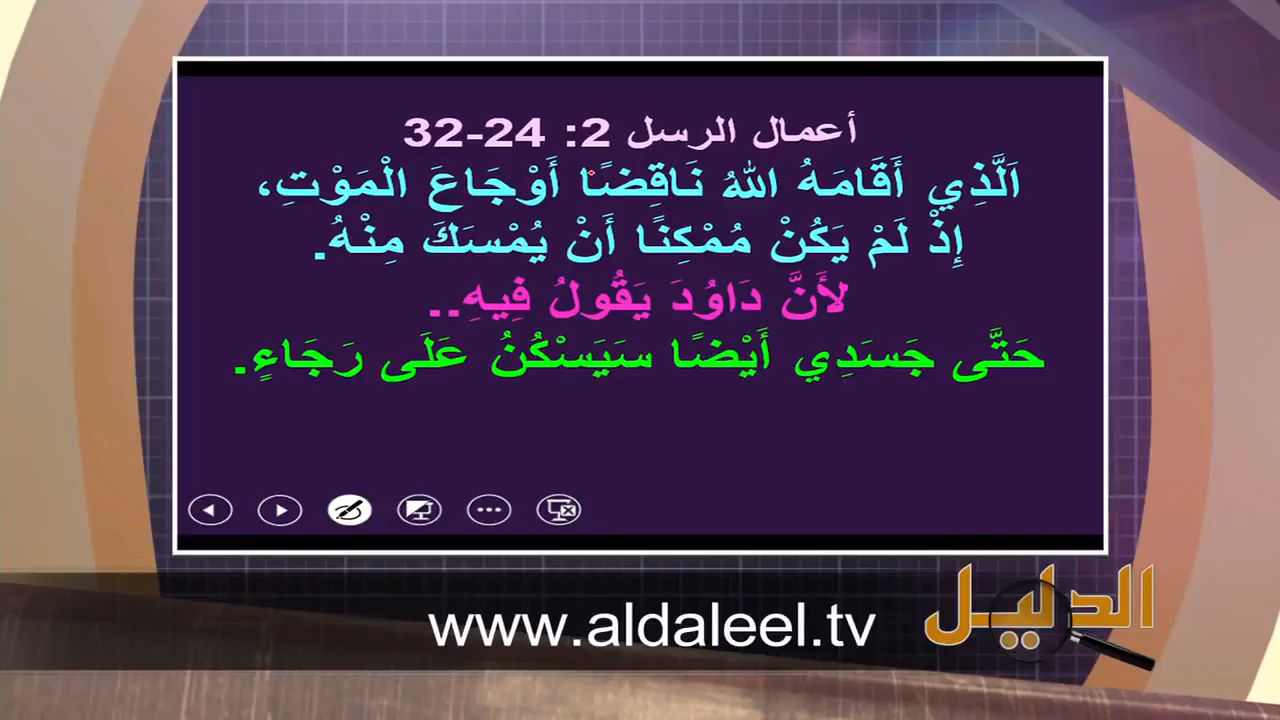 أعمال الرسل 2: 24-32
اَلَّذِي أَقَامَهُ اللهُ نَاقِضًا أَوْجَاعَ الْمَوْتِ،
إِذْ لَمْ يَكُنْ مُمْكِنًا أَنْ يُمْسَكَ مِنْهُ.
لأَنَّ دَاوُدَ يَقُولُ فِيهِ..
حَتَّى جَسَدِي أَيْضًا سَيَسْكُنُ عَلَى رَجَاءٍ.
الدليل
www.aldaleel.tv